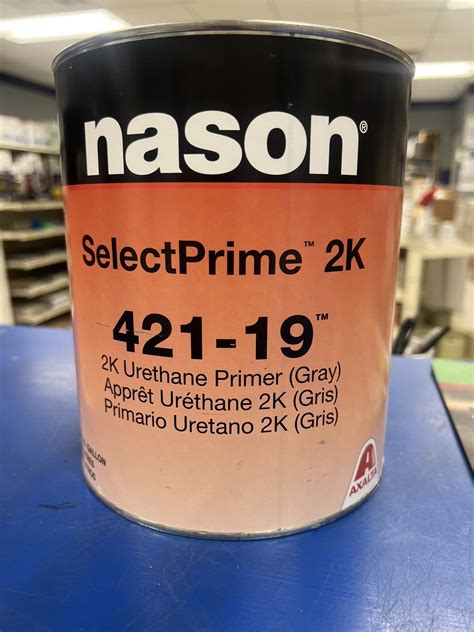 nason®
SelectPrime™ 2K
421-19™
2K Urethane Primer (Gray)
Apprêt Uréthane 2K (Gris)
Primario Uretano 2K (Gris)
GALLON
A
AXALTA